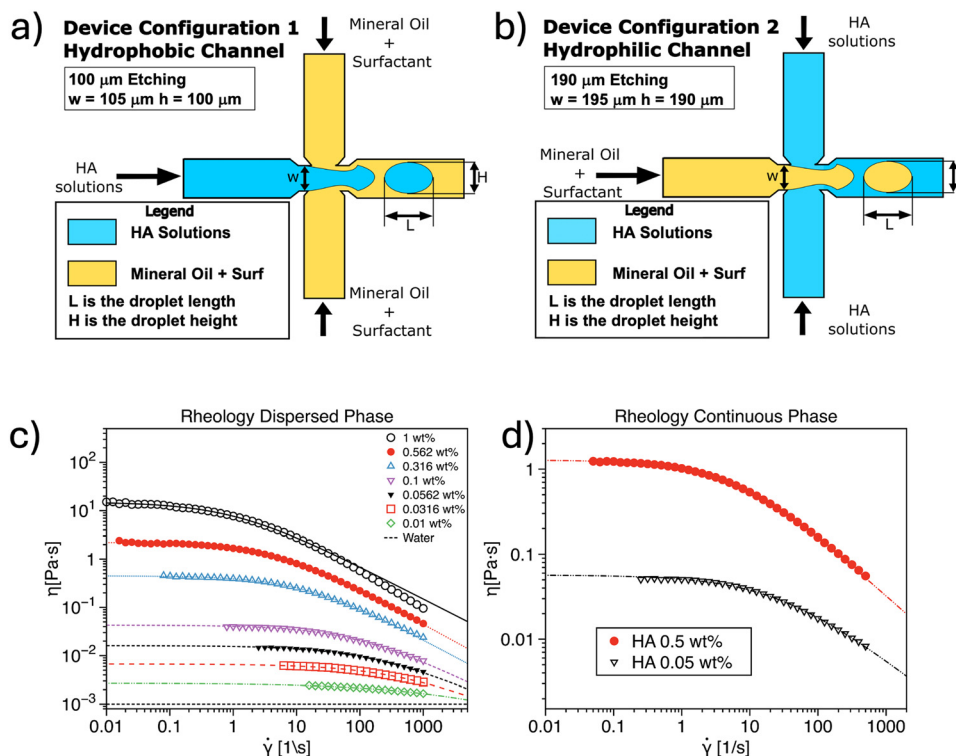 a)
Device Configuration 1
Hydrophobic Channel
100 μm Etching
w = 105 μm h = 100 μm
Mineral Oil
+
Surfactant
HA
solutions
w
H
L
Legend
HA Solutions
Mineral Oil + Surf
L is the droplet length
H is the droplet height
Mineral Oil
+
Surfactant
b)
Device Configuration 2
Hydrophilic Channel
190 μm Etching
w = 195 μm h = 190 μm
HA
solutions
Mineral Oil
+
Surfactant
w
L
Legend
HA Solutions
Mineral Oil + Surf
L is the droplet length
H is the droplet height
HA
solutions
c)
Rheology Dispersed Phase
η[Pa·s]
10²
10¹
1
10⁻¹
10⁻²
10⁻³
1 wt%
0.562 wt%
0.316 wt%
0.1 wt%
0.0562 wt%
0.0316 wt%
0.01 wt%
Water
0.01 0.1 1 10 100 1000
γ̇ [1\s]
d)
Rheology Continuous Phase
η[Pa·s]
1
0.1
0.01
HA 0.5 wt%
HA 0.05 wt%
0.01 0.1 1 10 100 1000
γ̇ [1/s]